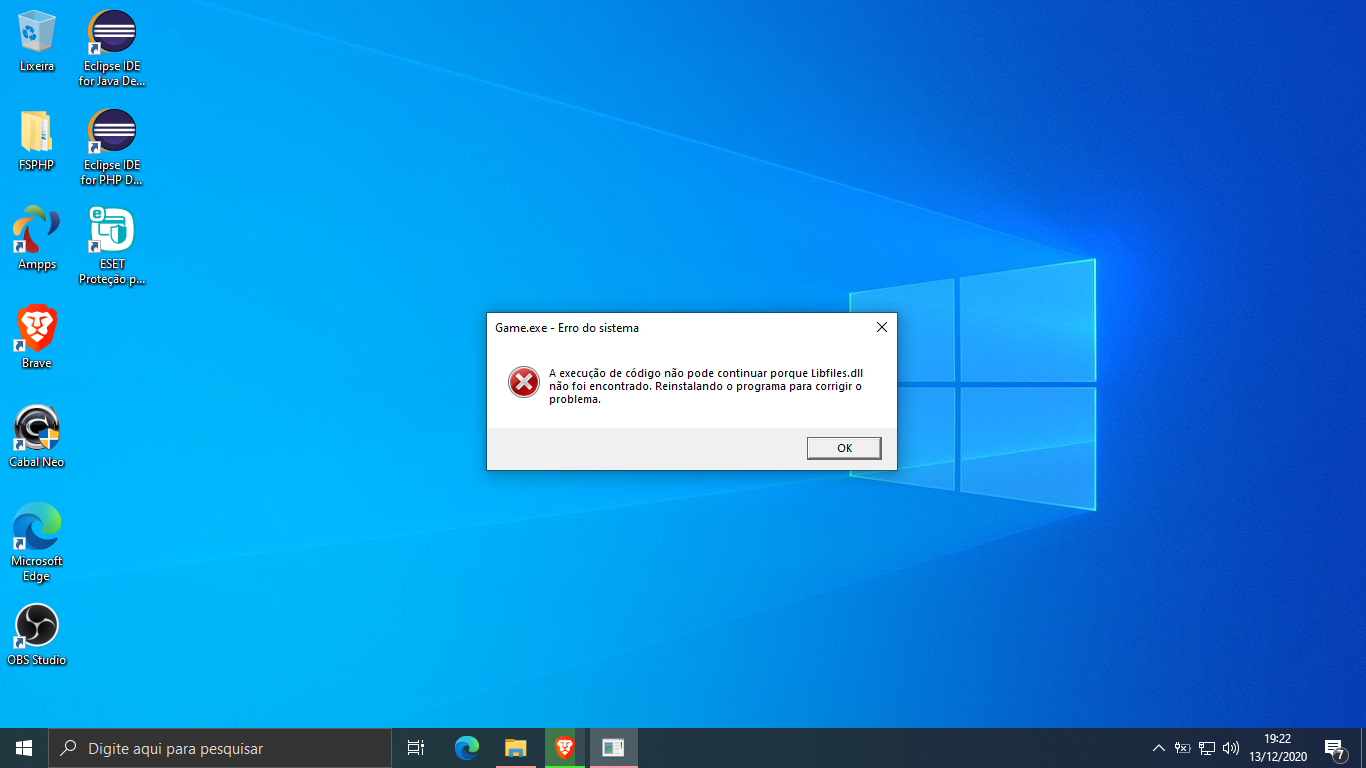 Lixeira
Eclipse IDE
for Java De...
FSPHP
Eclipse IDE
for PHP D...
Ampps
ESET
Proteção p...
Brave
Cabal Neo
Microsoft
Edge
OBS Studio
Game.exe - Erro do sistema
A execução de código não pode continuar porque Libfiles.dll
não foi encontrado. Reinstalando o programa para corrigir o
problema.
OK
Digite aqui para pesquisar
19:22
13/12/2020
7